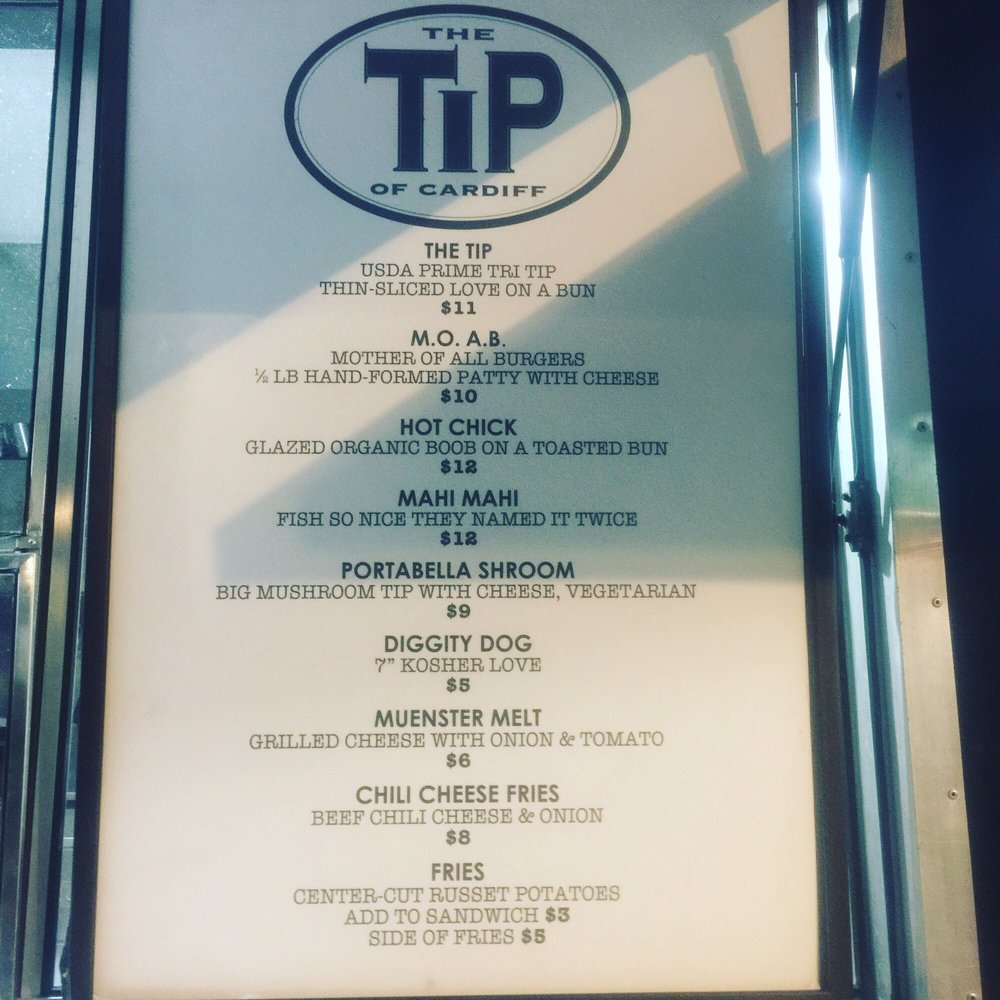 THE
TIP
OF CARDIFF
THE TIP
USDA PRIME TRI TIP
THIN-SLICED LOVE ON A BUN
$11
M.O. A.B.
MOTHER OF ALL BURGERS
½ LB HAND-FORMED PATTY WITH CHEESE
$10
HOT CHICK
GLAZED ORGANIC BOOB ON A TOASTED BUN
$12
MAHI MAHI
FISH SO NICE THEY NAMED IT TWICE
$12
PORTABELLA SHROOM
BIG MUSHROOM TIP WITH CHEESE, VEGETARIAN
$9
DIGGITY DOG
7” KOSHER LOVE
$5
MUENSTER MELT
GRILLED CHEESE WITH ONION & TOMATO
$6
CHILI CHEESE FRIES
BEEF CHILI CHEESE & ONION
$8
FRIES
CENTER-CUT RUSSET POTATOES
ADD TO SANDWICH $3
SIDE OF FRIES $5